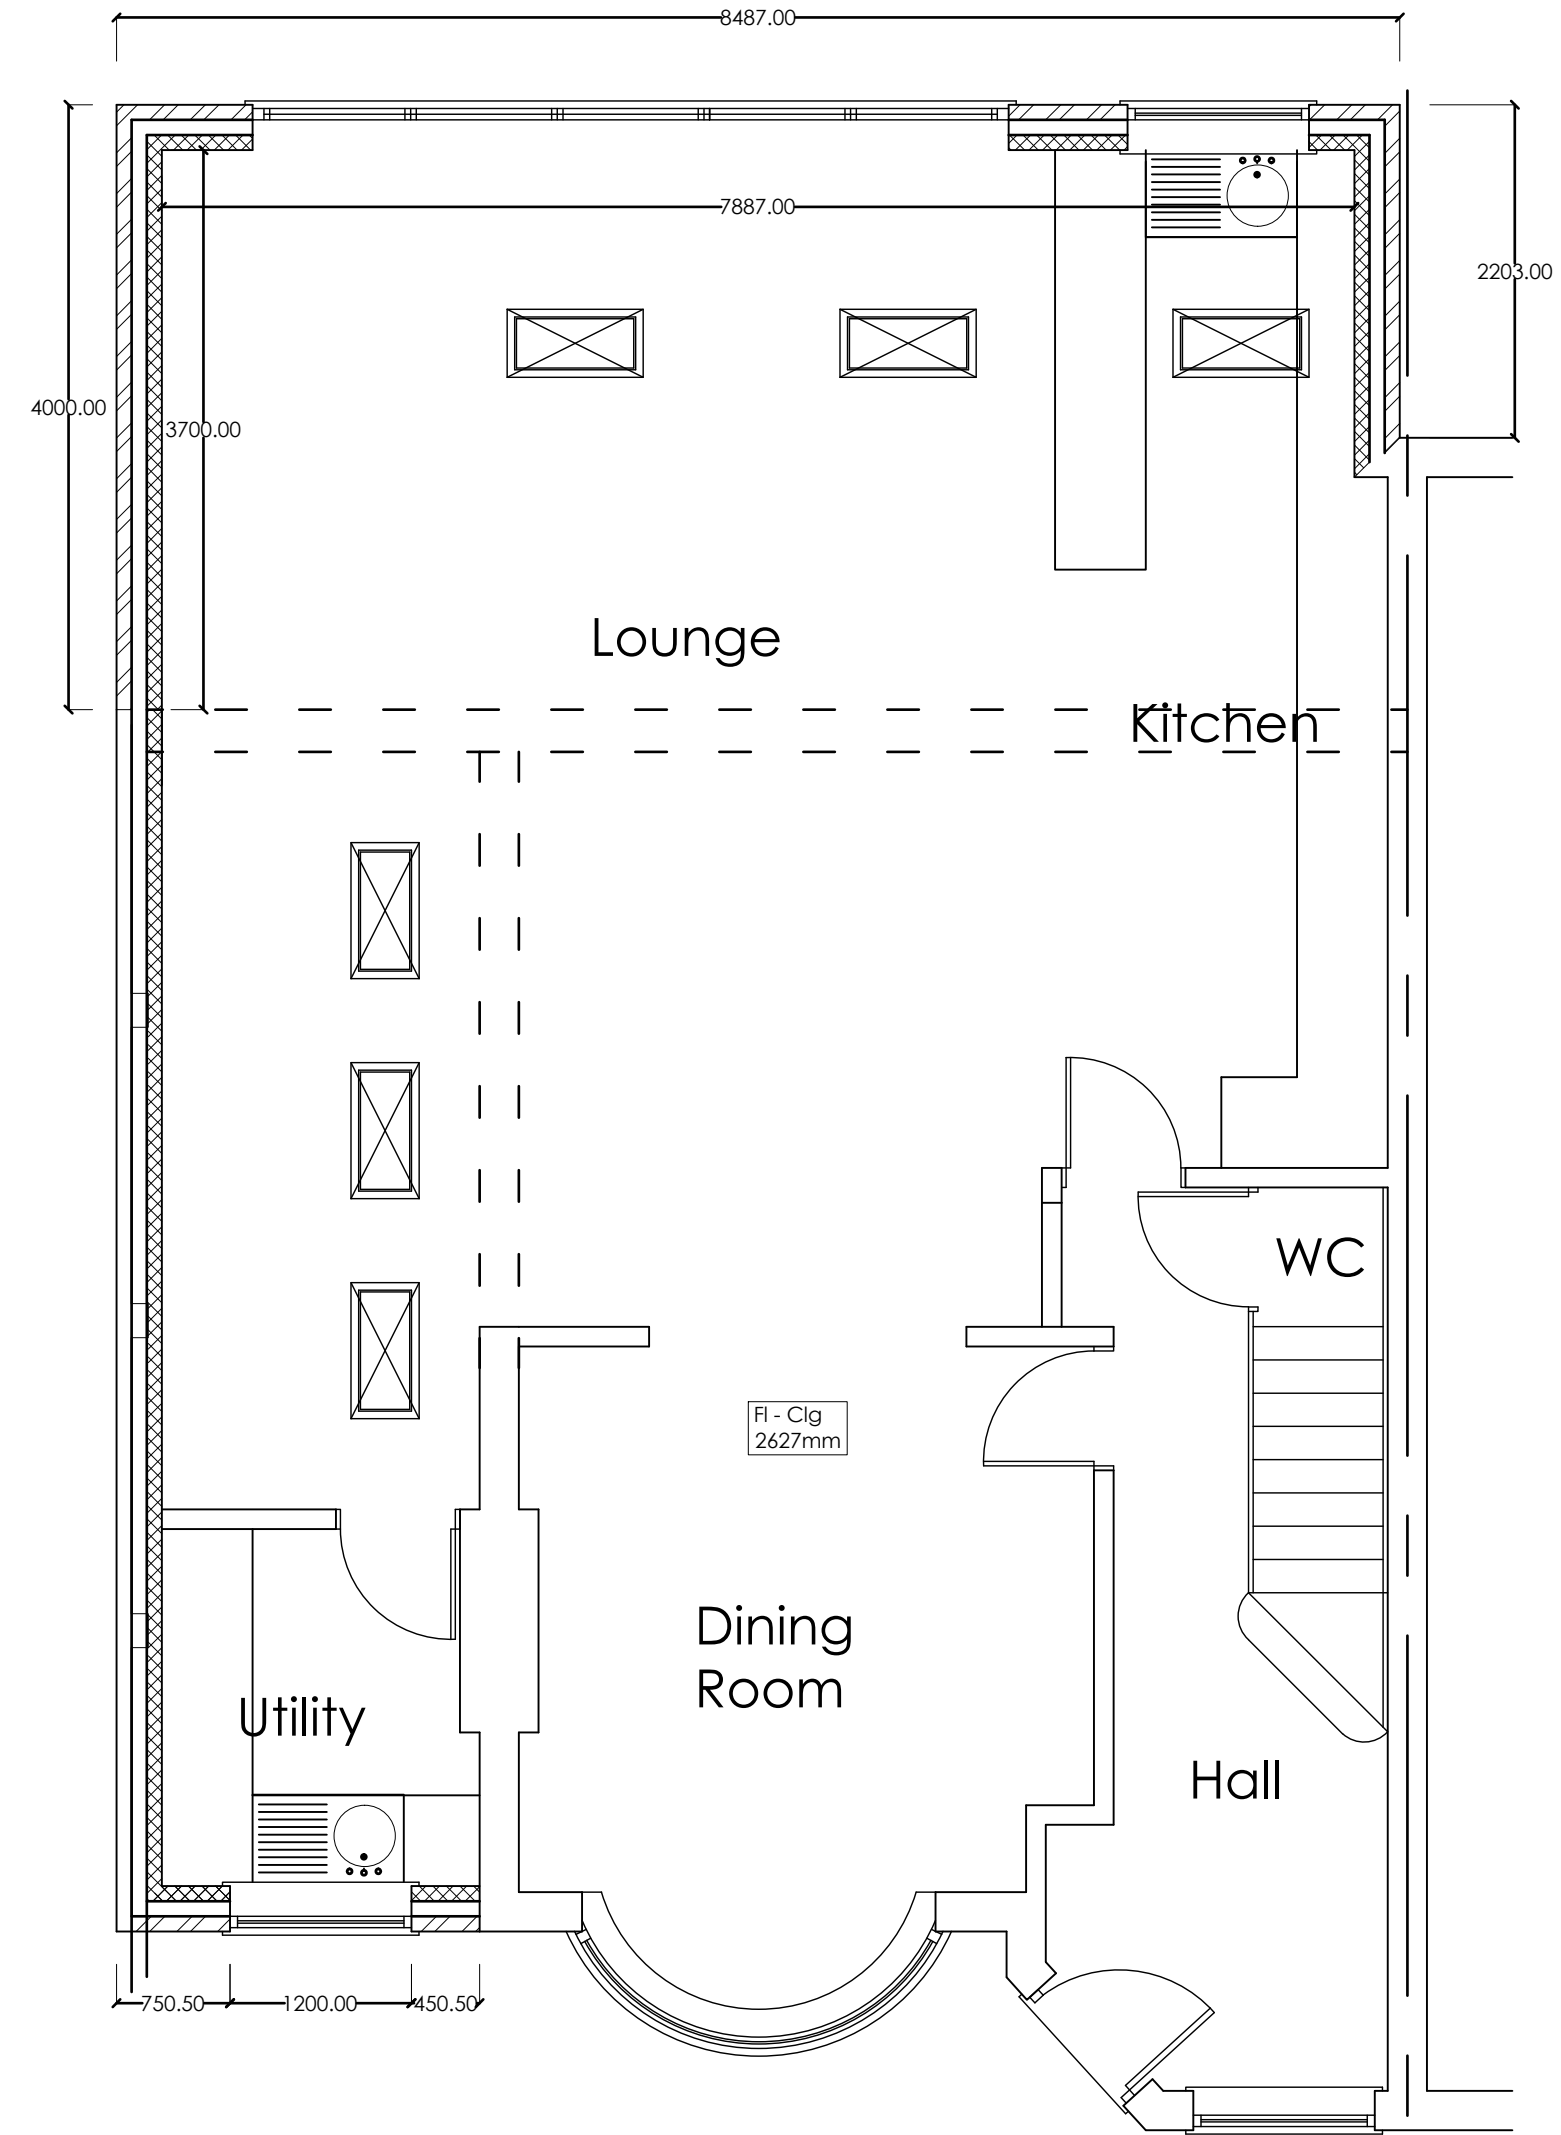 8487.00
7887.00
2203.00
4000.00
3700.00
Lounge
Kitchen
WC
Fl - Clg
2627mm
Dining
Room
Utility
Hall
750.50
1200.00
450.50